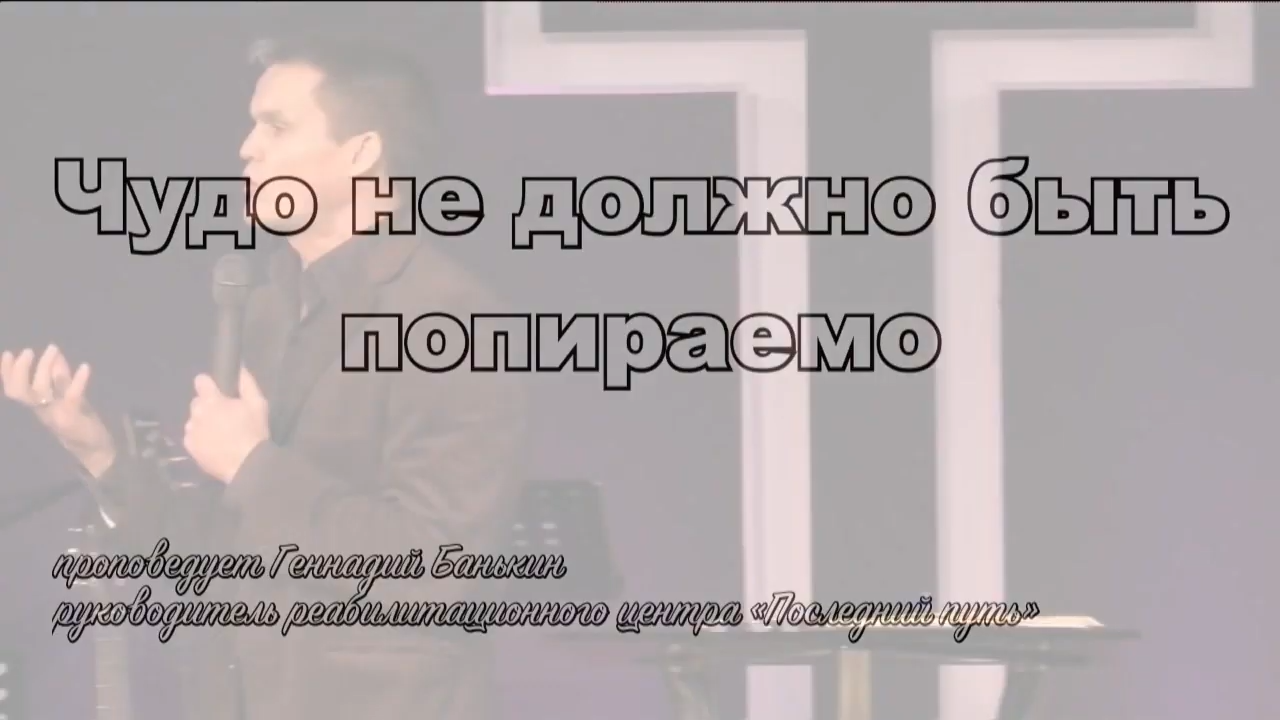 Чудо не должно быть
попираемо
проповедует Геннадий Банькин
руководитель реабилитационного центра «Последний путь»